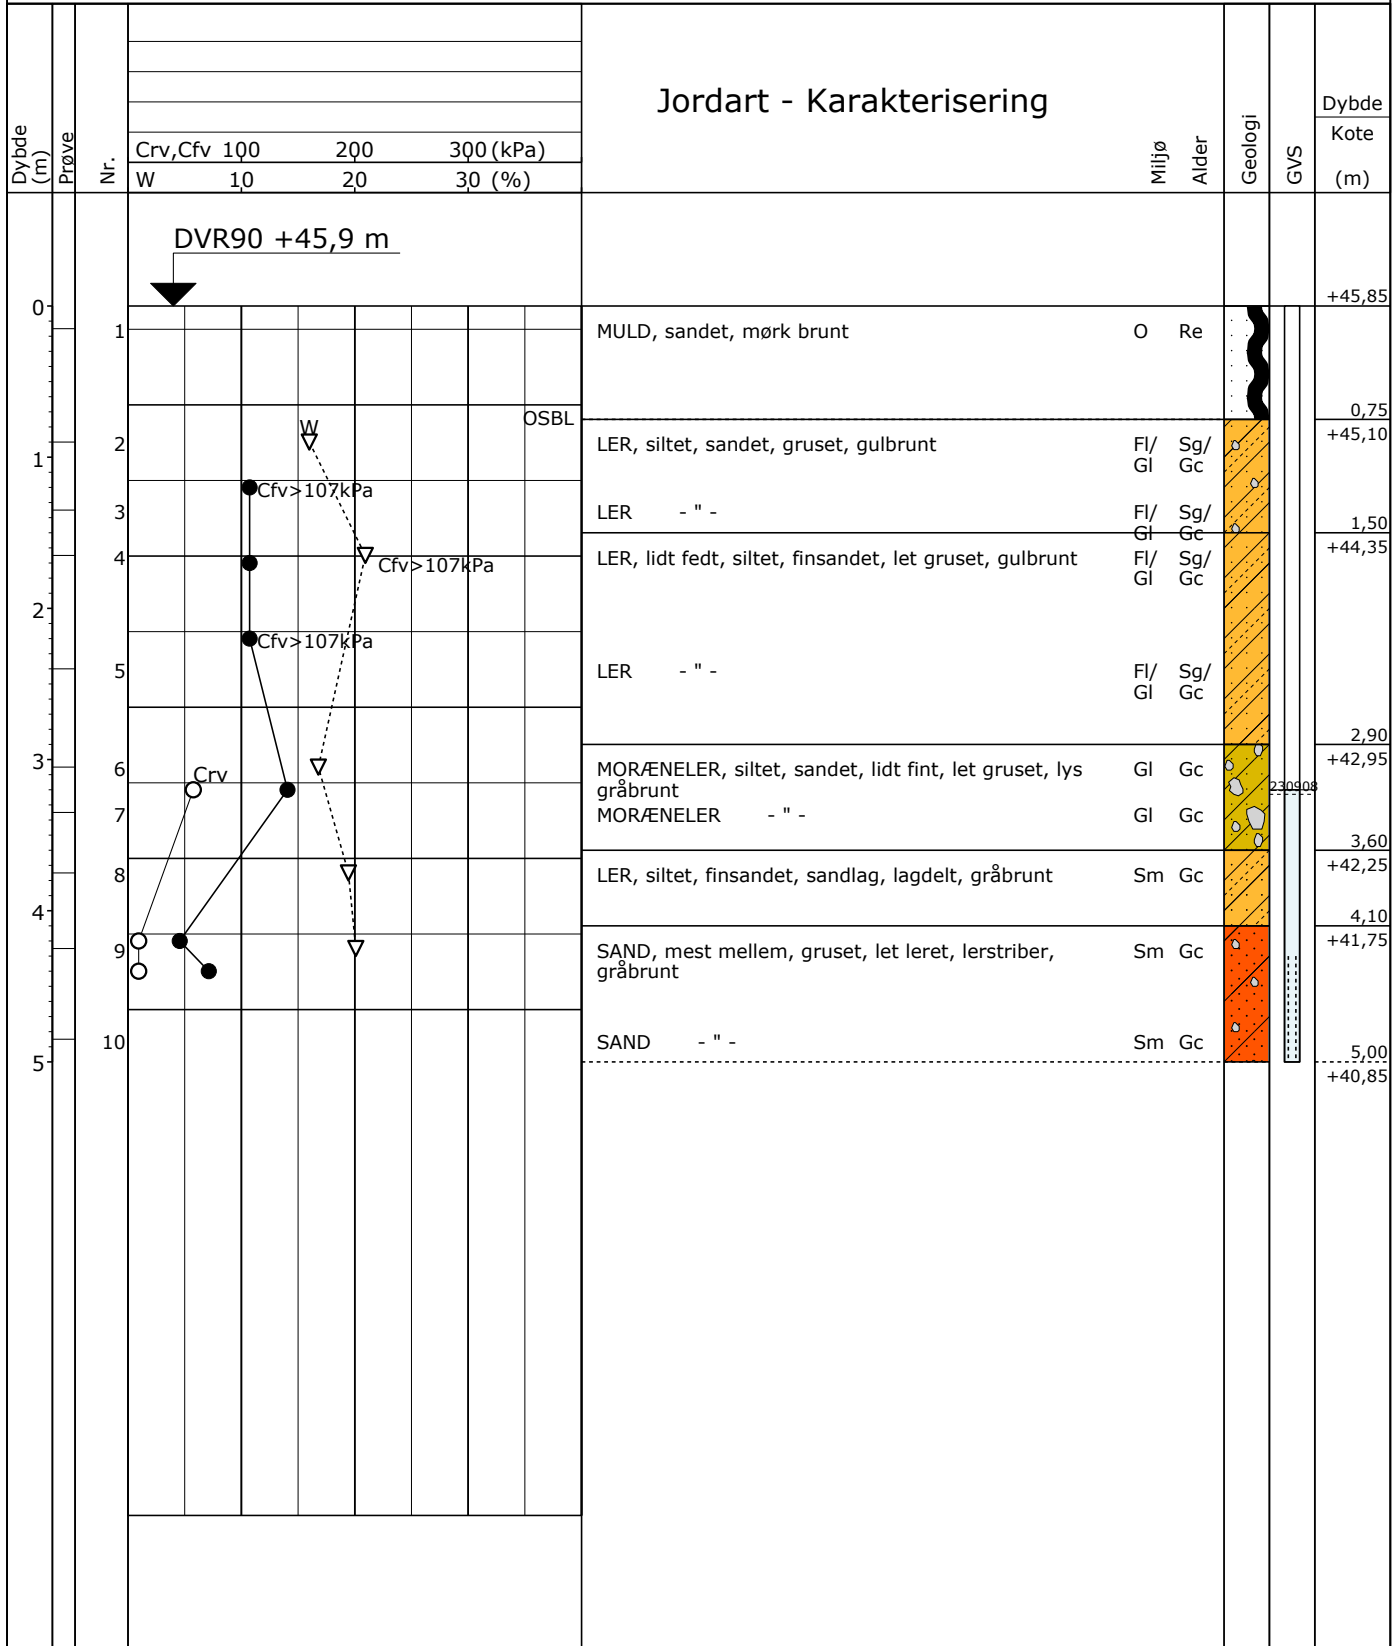 Jordart - Karakterisering
Dybde (m)
Prøve
Nr.
Crv,Cfv 100 200 300 (kPa)
W 10 20 30 (%)
Miljø
Alder
Geologi
GVS
Dybde
Kote
(m)
DVR90 +45,9 m
+45,85
0
1 MULD, sandet, mørk brunt O Re
OSBL
0,75
W
2 LER, siltet, sandet, gruset, gulbrunt Fl/ Sg/
Gl Gc
+45,10
1
Cfv>107kPa
3 LER - " - Fl/ Sg/
Gl Gc
1,50
+44,35
4 Cfv>107kPa LER, lidt fedt, siltet, finsandet, let gruset, gulbrunt Fl/ Sg/
Gl Gc
2
Cfv>107kPa
5 LER - " - Fl/ Sg/
Gl Gc
2,90
+42,95
3
6 MORÆNELER, siltet, sandet, lidt fint, let gruset, lys Gl Gc
gråbrunt
Crv
230908
7 MORÆNELER - " - Gl Gc
3,60
+42,25
8 LER, siltet, finsandet, sandlag, lagdelt, gråbrunt Sm Gc
4
4,10
+41,75
9 SAND, mest mellem, gruset, let leret, lerstriber, Sm Gc
gråbrunt
10 SAND - " - Sm Gc
5,00
5
+40,85